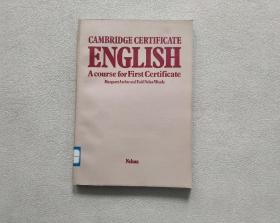 CAMBRIDGE CERTIFICATE
ENGLISH
A course for First Certificate
Margaret Archer and Enid Nolan-Woods
Nelson